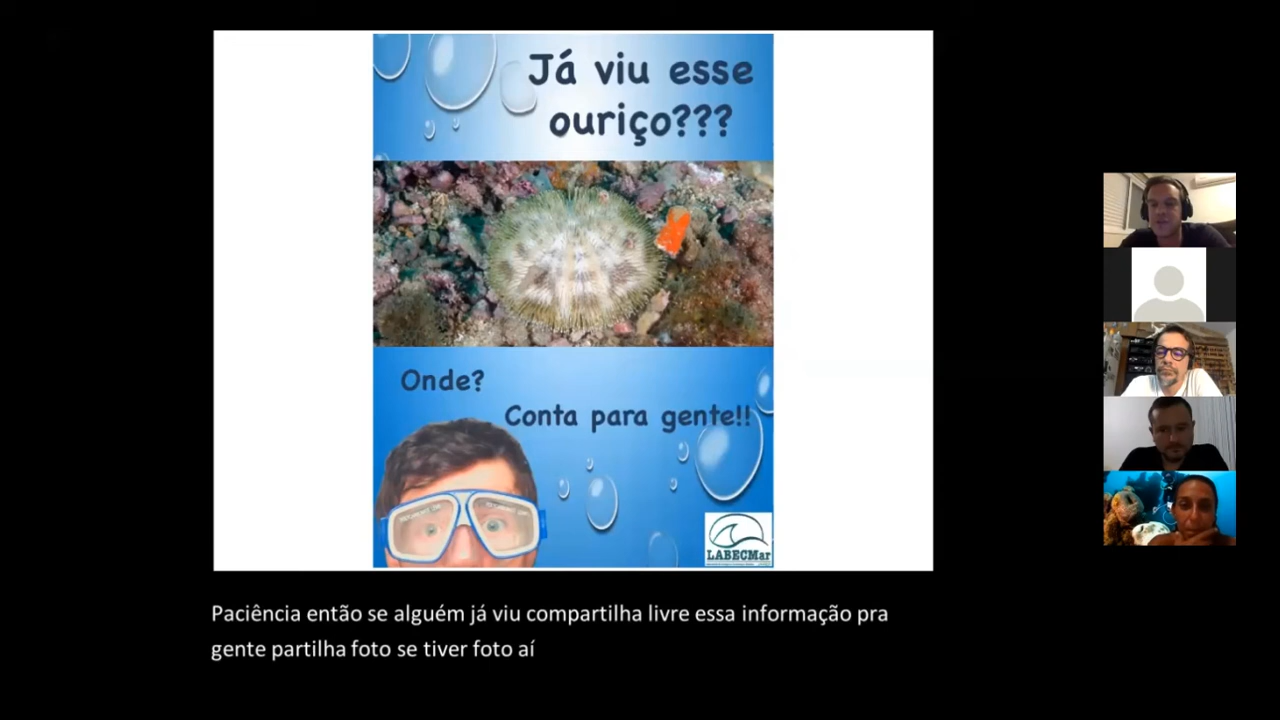 Já viu esse
ouriço???
Onde?
Conta para gente!!
LABECMar
Paciência então se alguém já viu compartilha livre essa informação pra
gente partilha foto se tiver foto aí